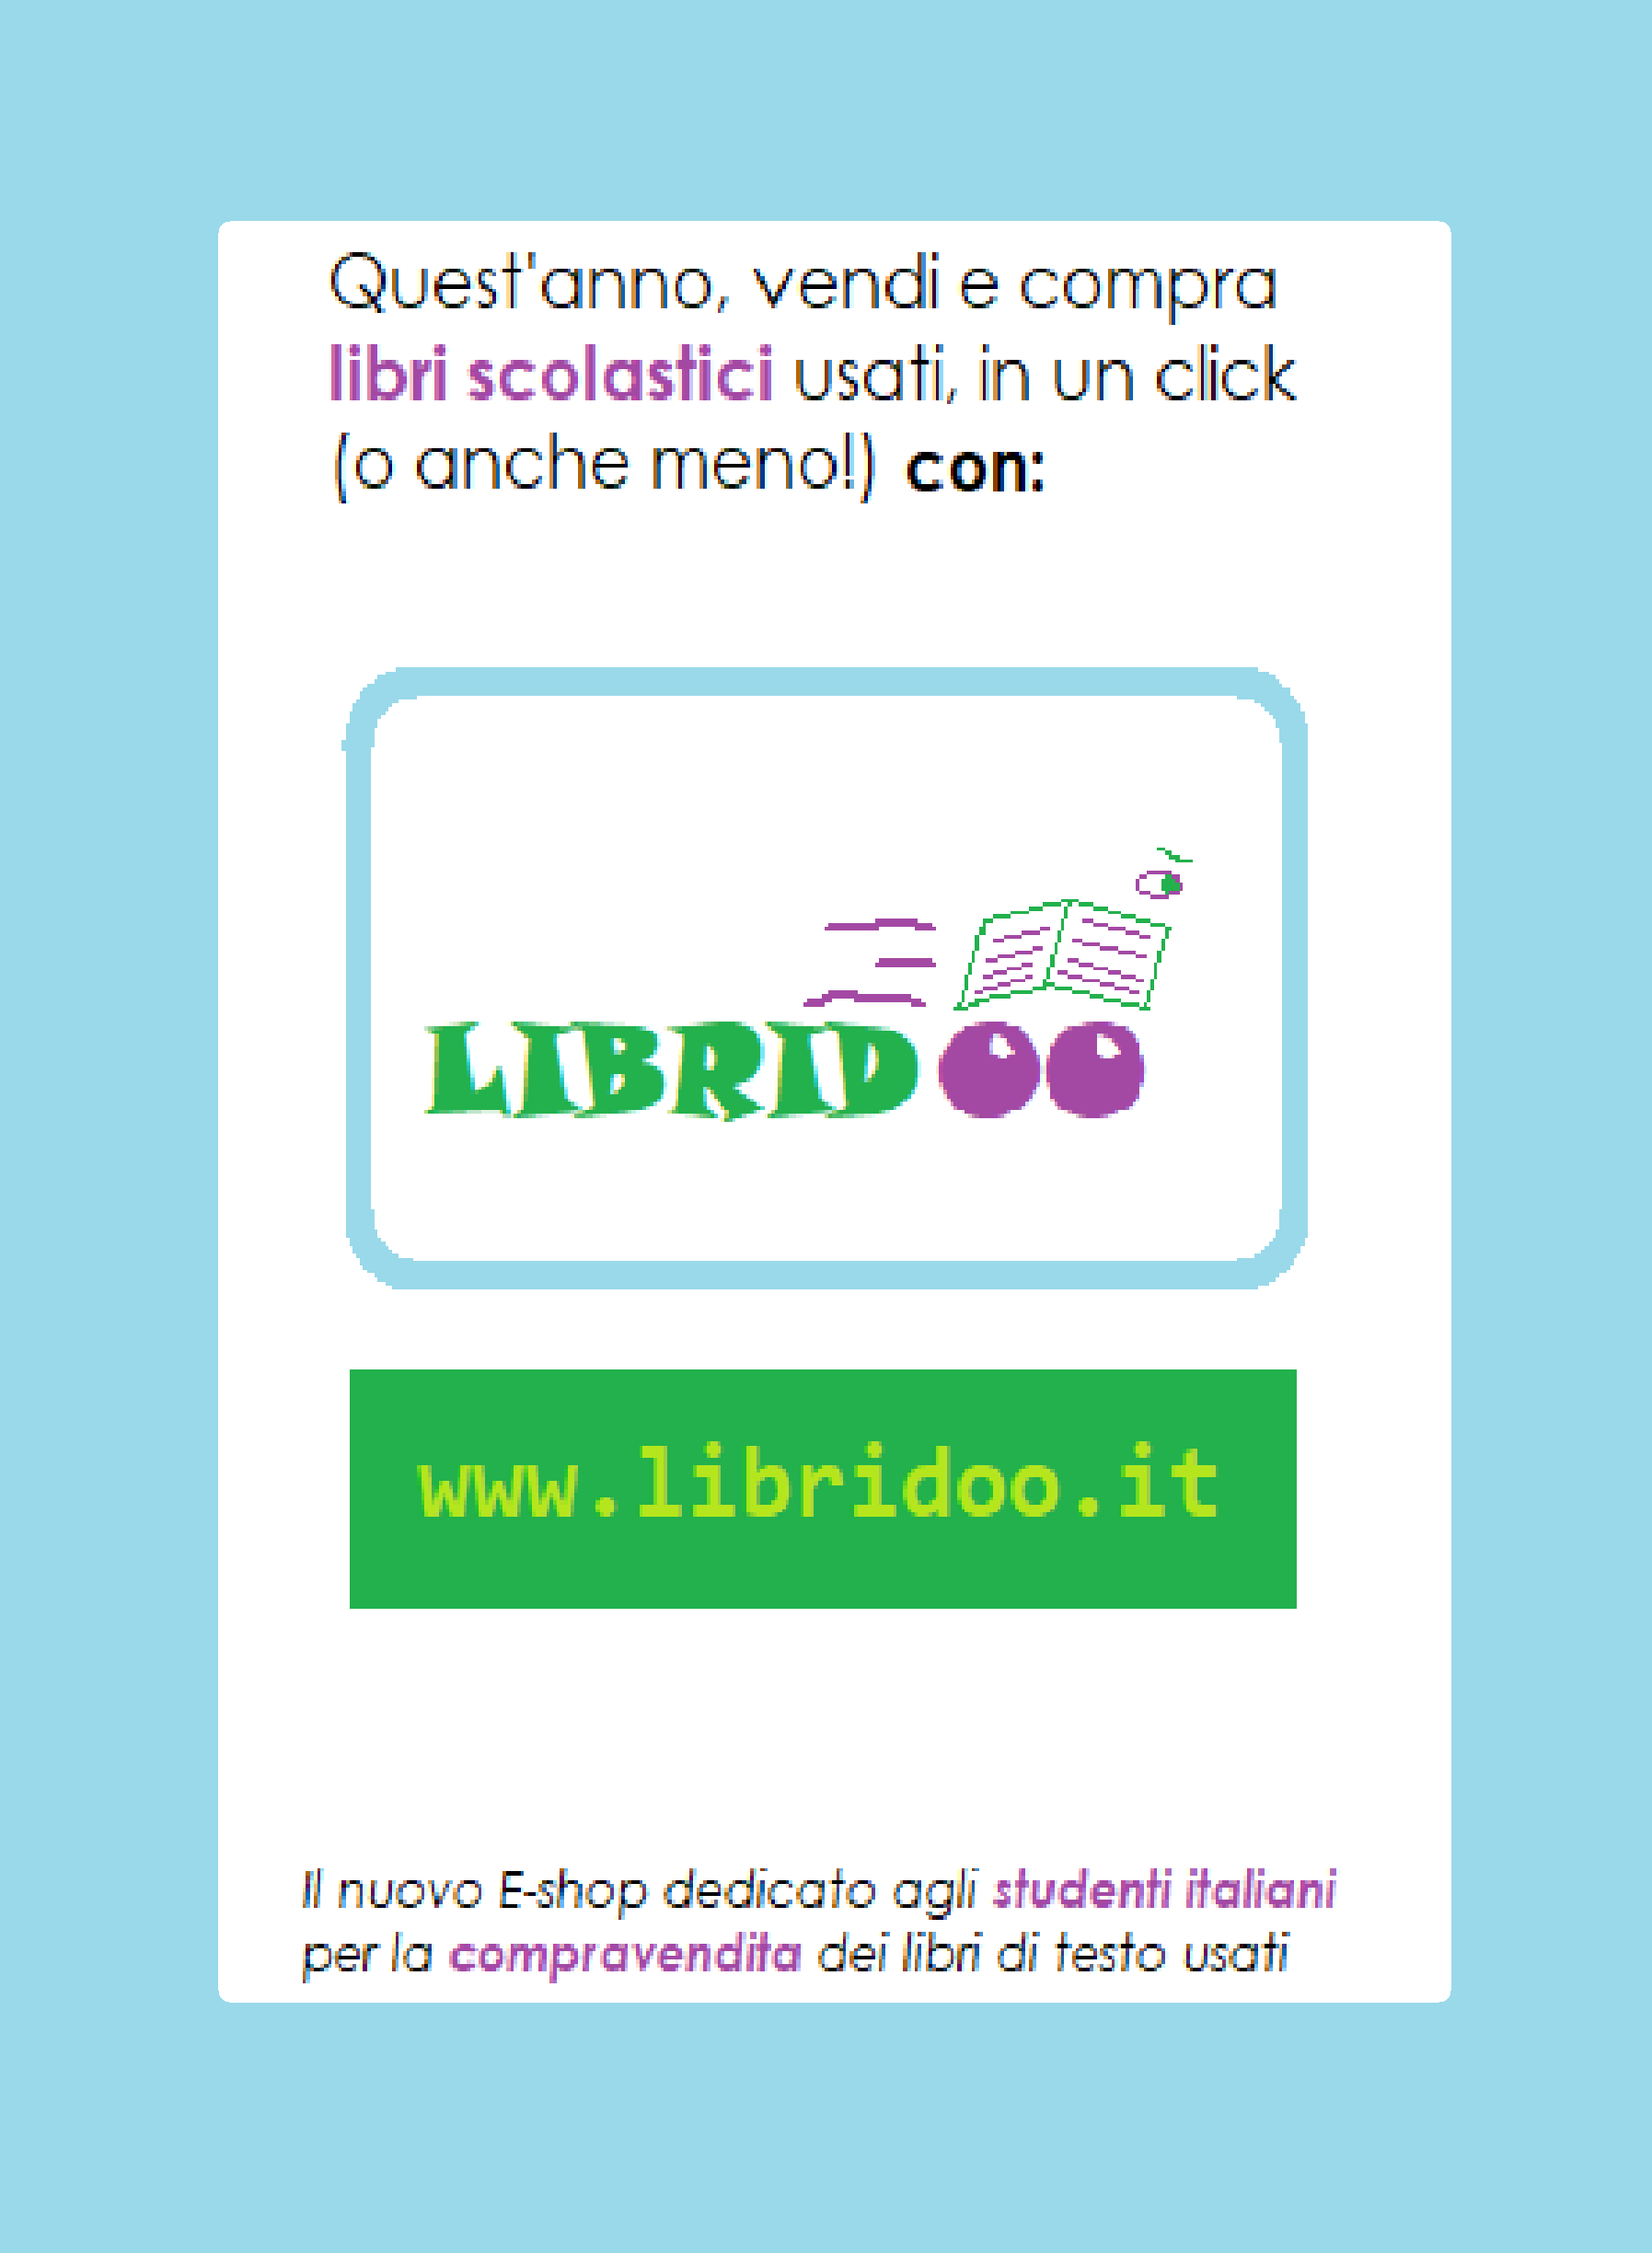 Quest'anno, vendi e compra
libri scolastici usati, in un click
(o anche meno!) con:
LIBRIDOO
www.libridoo.it
Il nuovo E-shop dedicato agli studenti italiani
per la compravendita dei libri di testo usati